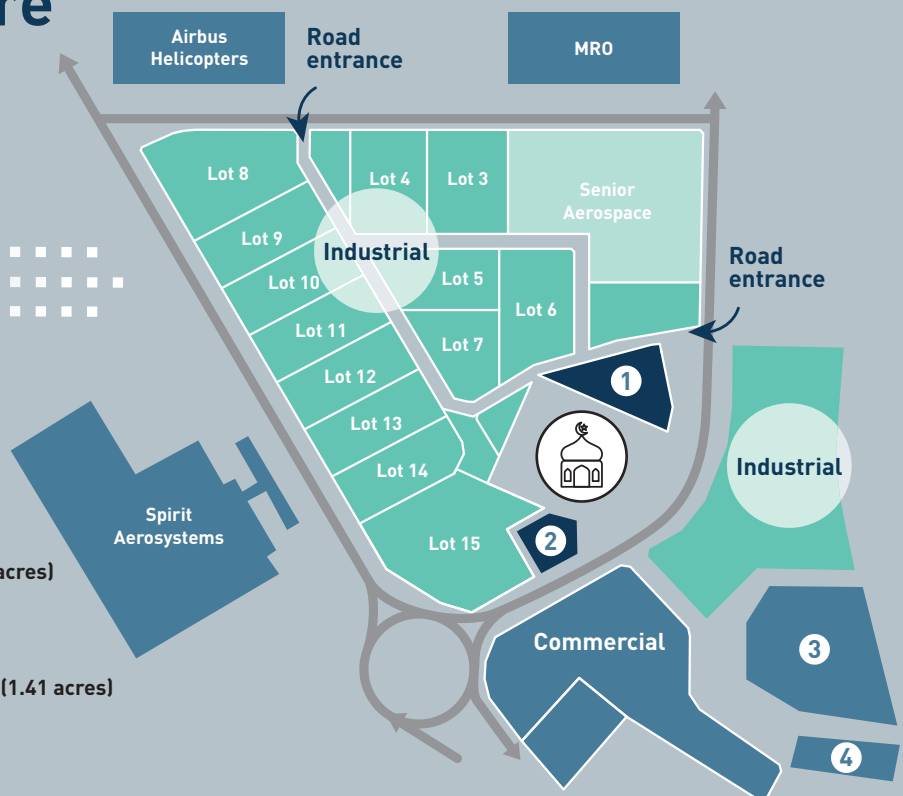 re
Airbus
Helicopters
Road
entrance
MRO
Lot 8
Lot 4
Lot 3
Senior
Aerospace
Lot 9
Industrial
Road
entrance
Lot 10
Lot 5
Lot 6
Lot 11
Lot 7
Lot 12
1
Lot 13
Industrial
Lot 14
Spirit
Aerosystems
Lot 15
2
acres)
Commercial
3
(1.41 acres)
4